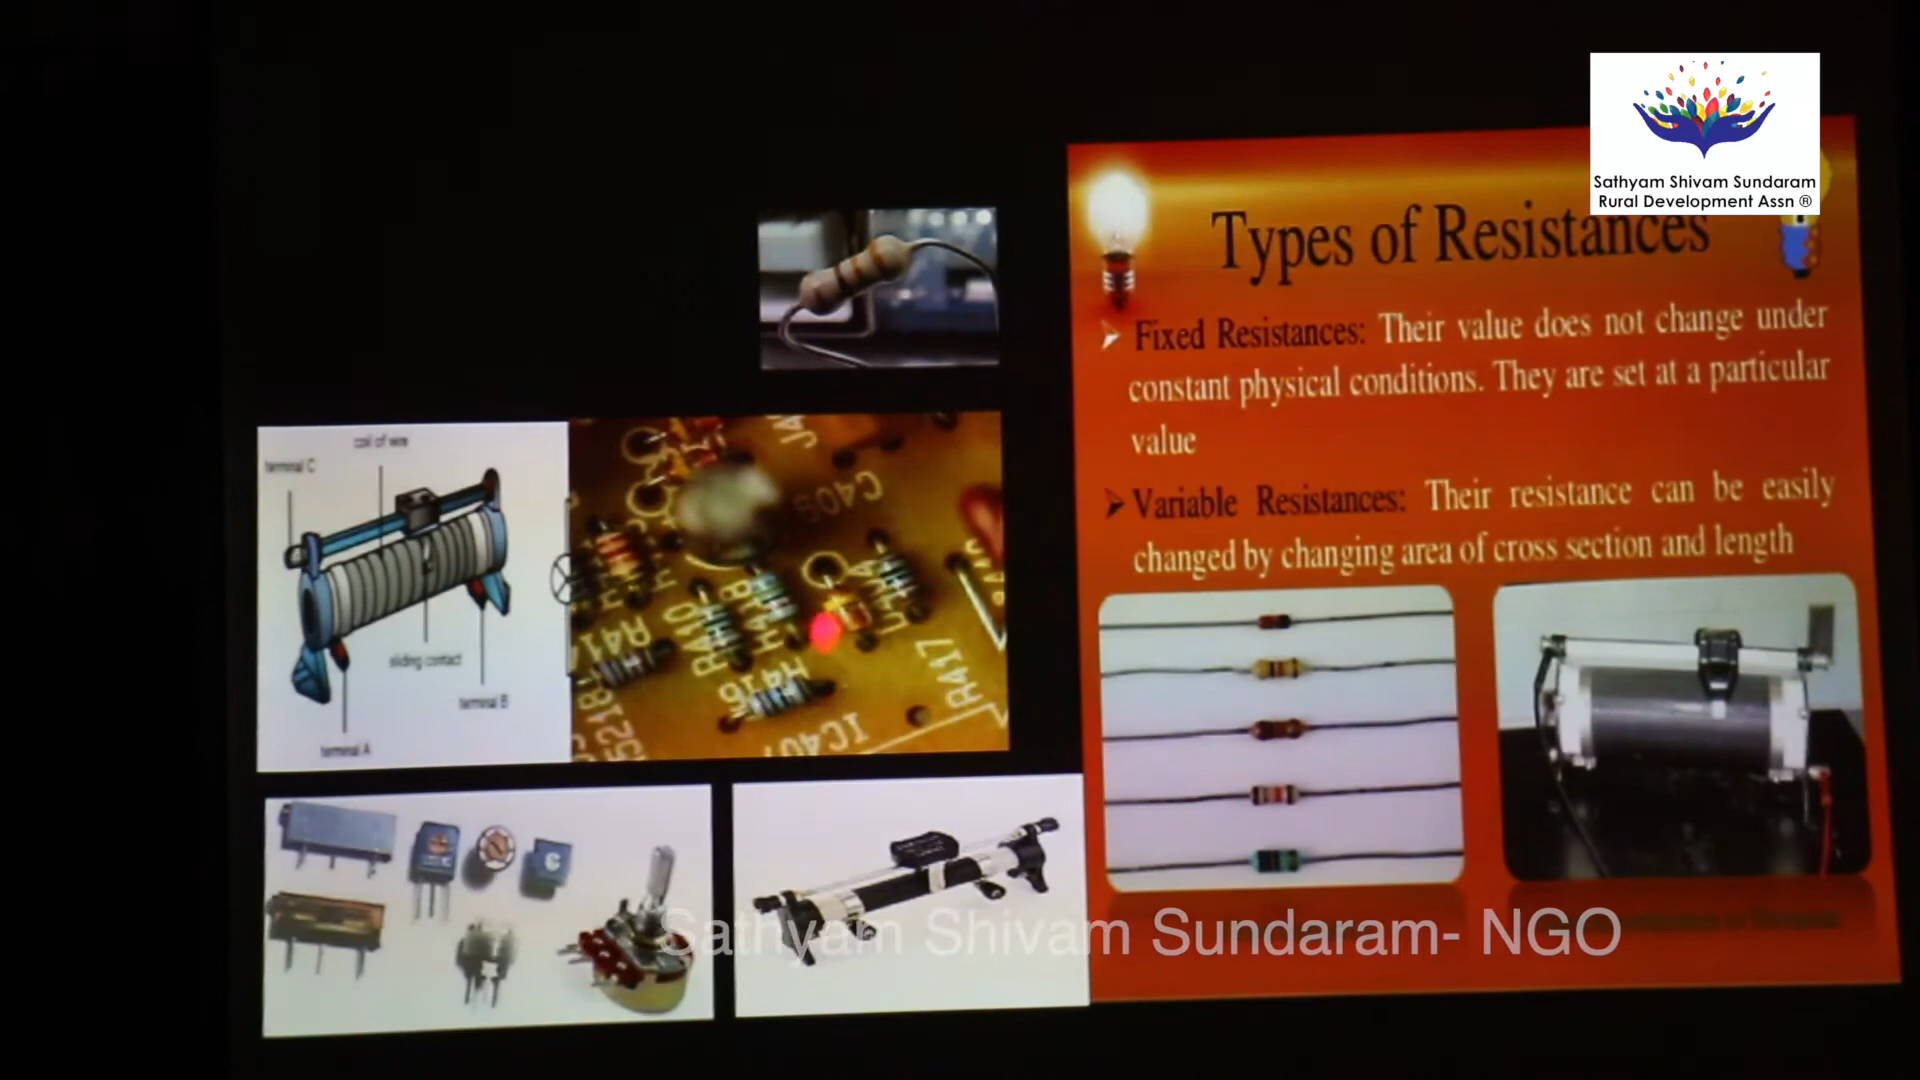 Sathyam Shivam Sundaram
Rural Development Assn ®
Types of Resistances
Fixed Resistances: Their value does not change under
constant physical conditions. They are set at a particular
value
Variable Resistances: Their resistance can be easily
changed by changing area of cross section and length
coil of wire
terminal C
sliding contact
terminal B
terminal A
C405
R410
R417
IC407
Sathyam Shivam Sundaram- NGO